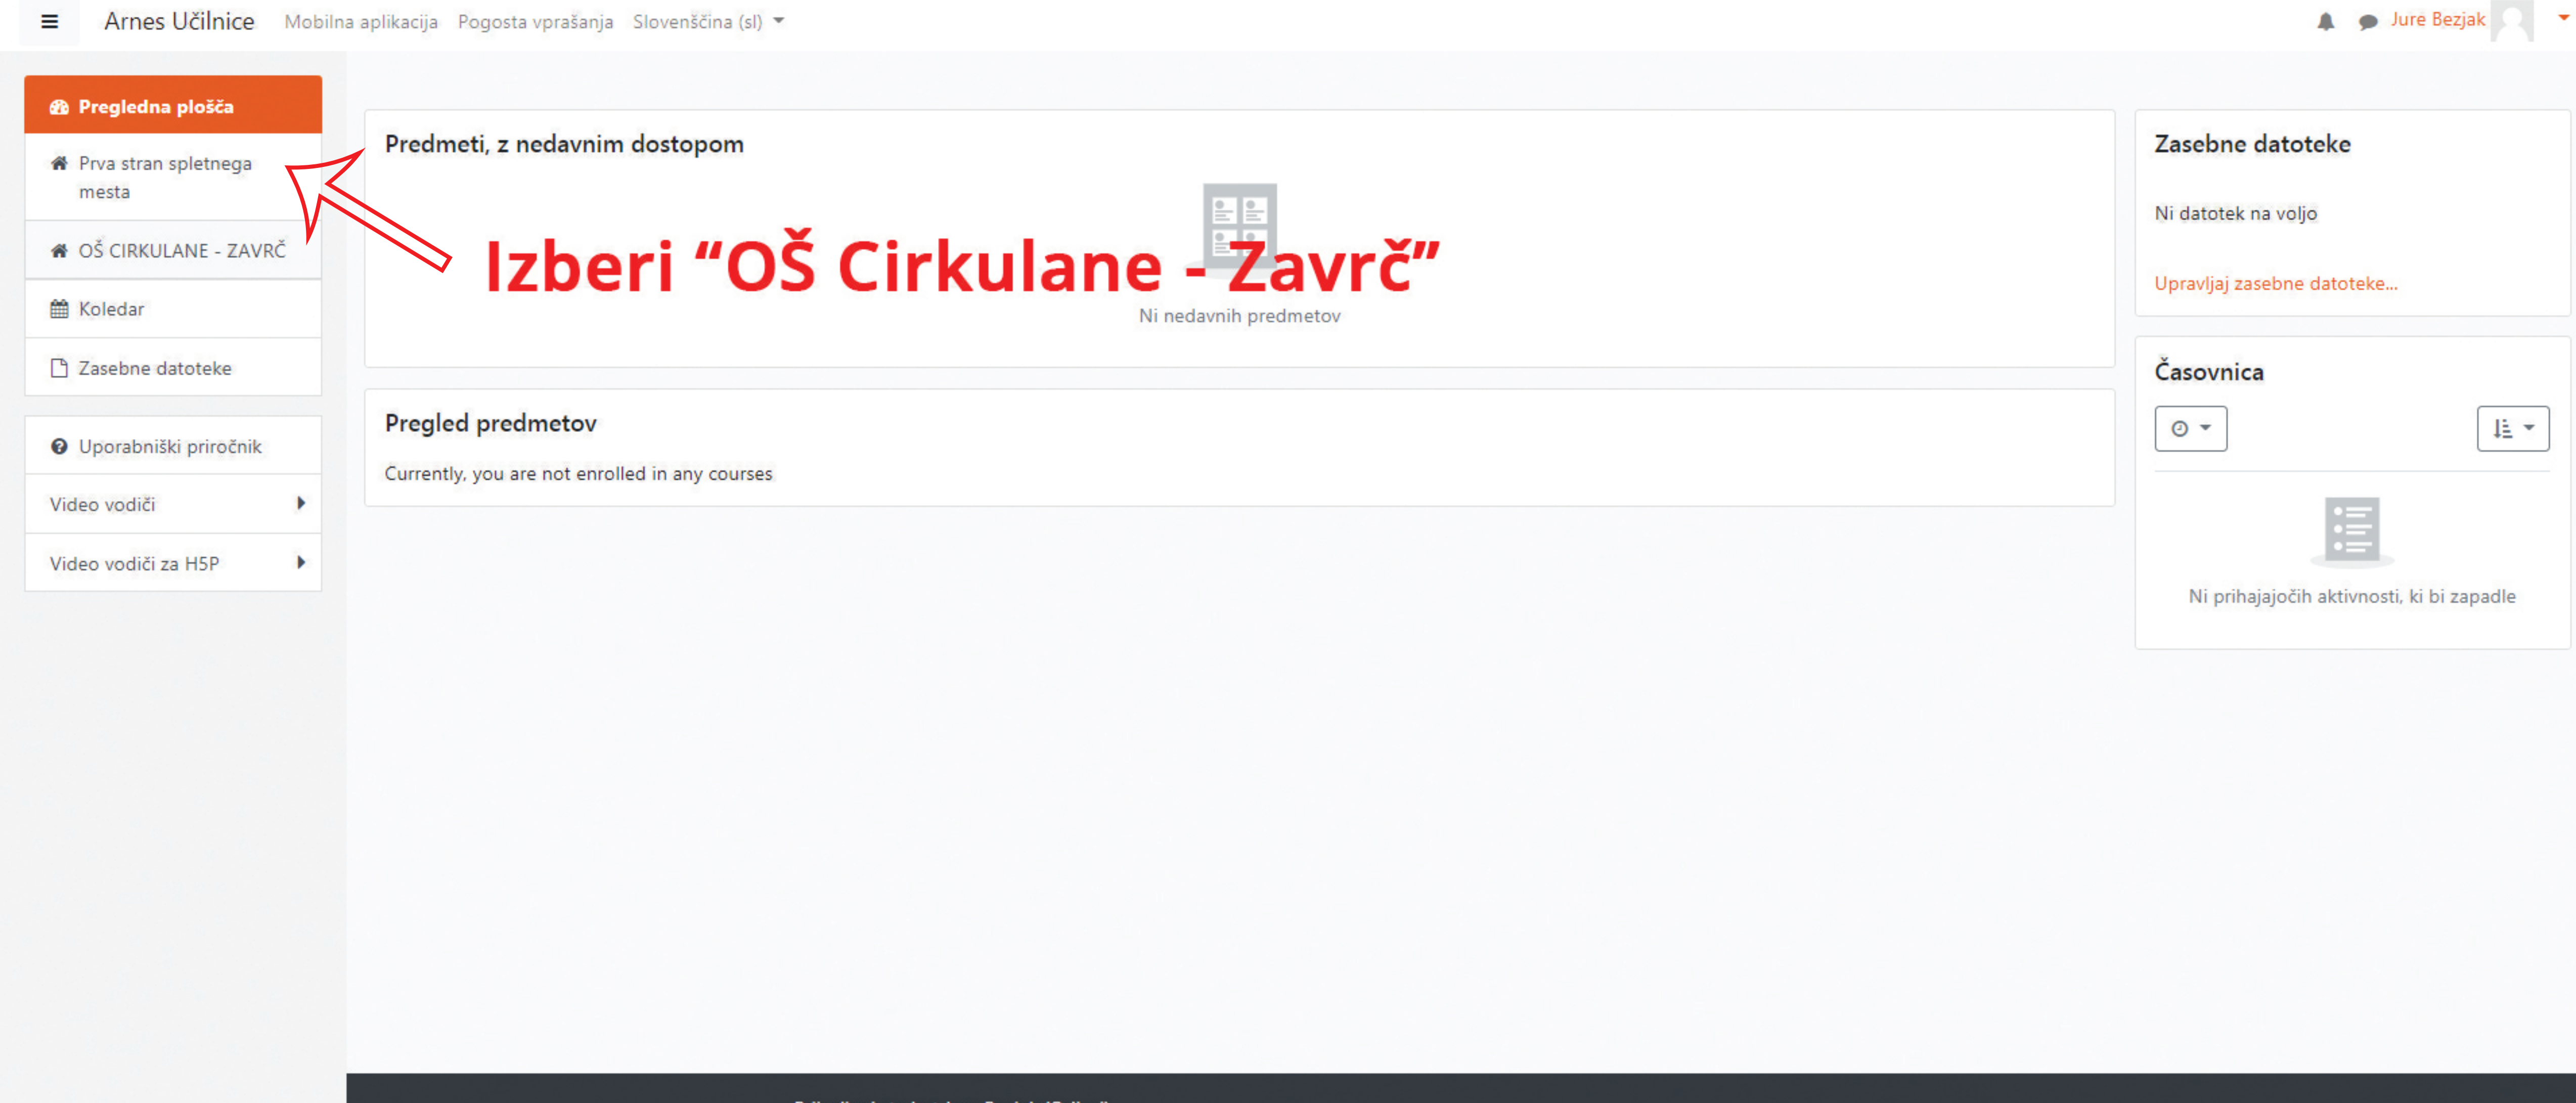 Arnes Učilnice Mobilna aplikacija Pogosta vprašanja Slovenščina (sl) Jure Bezjak
Pregledna plošča
Prva stran spletnega
mesta
OŠ CIRKULANE - ZAVRČ
Koledar
Zasebne datoteke
Uporabniški priročnik
Video vodiči
Video vodiči za H5P
Predmeti, z nedavnim dostopom
Izberi “OŠ Cirkulane - Zavrč”
Ni nedavnih predmetov
Pregled predmetov
Currently, you are not enrolled in any courses
Zasebne datoteke
Ni datotek na voljo
Upravljaj zasebne datoteke...
Časovnica
Ni prihajajočih aktivnosti, ki bi zapadle